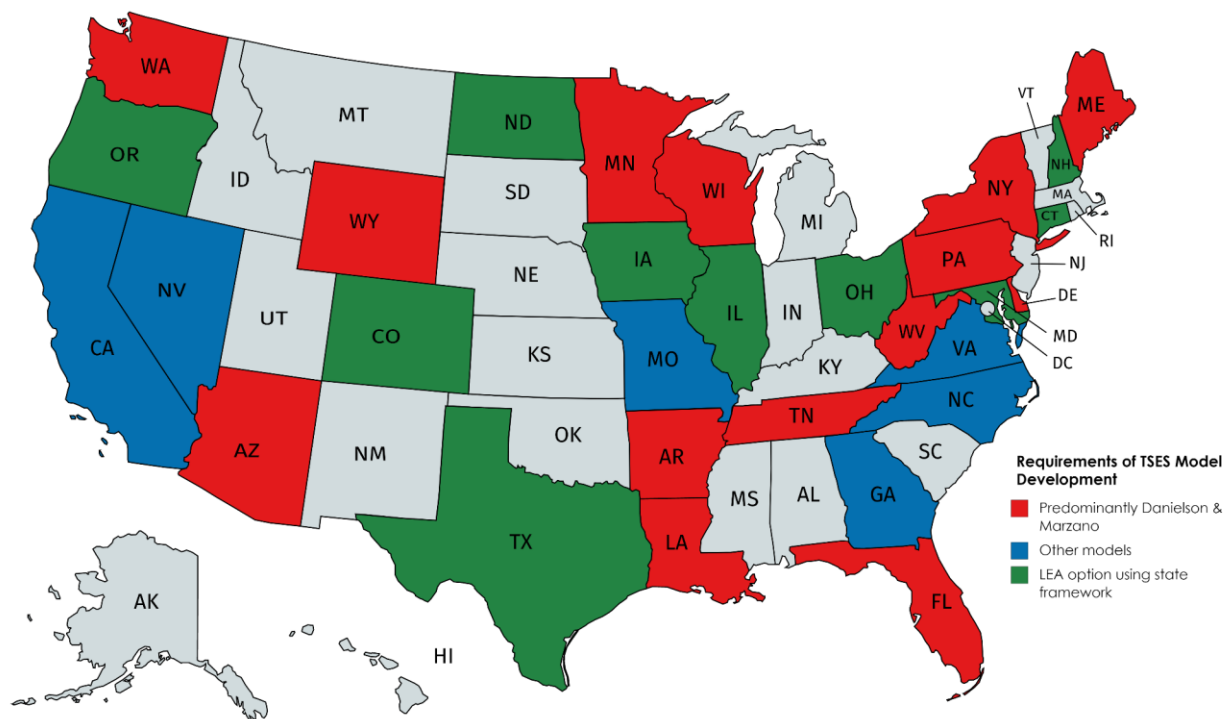 WA
MT
ND
MN
VT
ME
OR
ID
SD
WI
MI
NY
NH
MA
CT
RI
WY
NE
IA
PA
NJ
NV
UT
CO
KS
MO
IL
IN
OH
WV
VA
DE
MD
DC
CA
KY
AZ
NM
OK
AR
TN
NC
SC
MS
AL
GA
TX
LA
FL
AK
HI
Requirements of TSES Model
Development
Predominantly Danielson &
Marzano
Other models
LEA option using state
framework